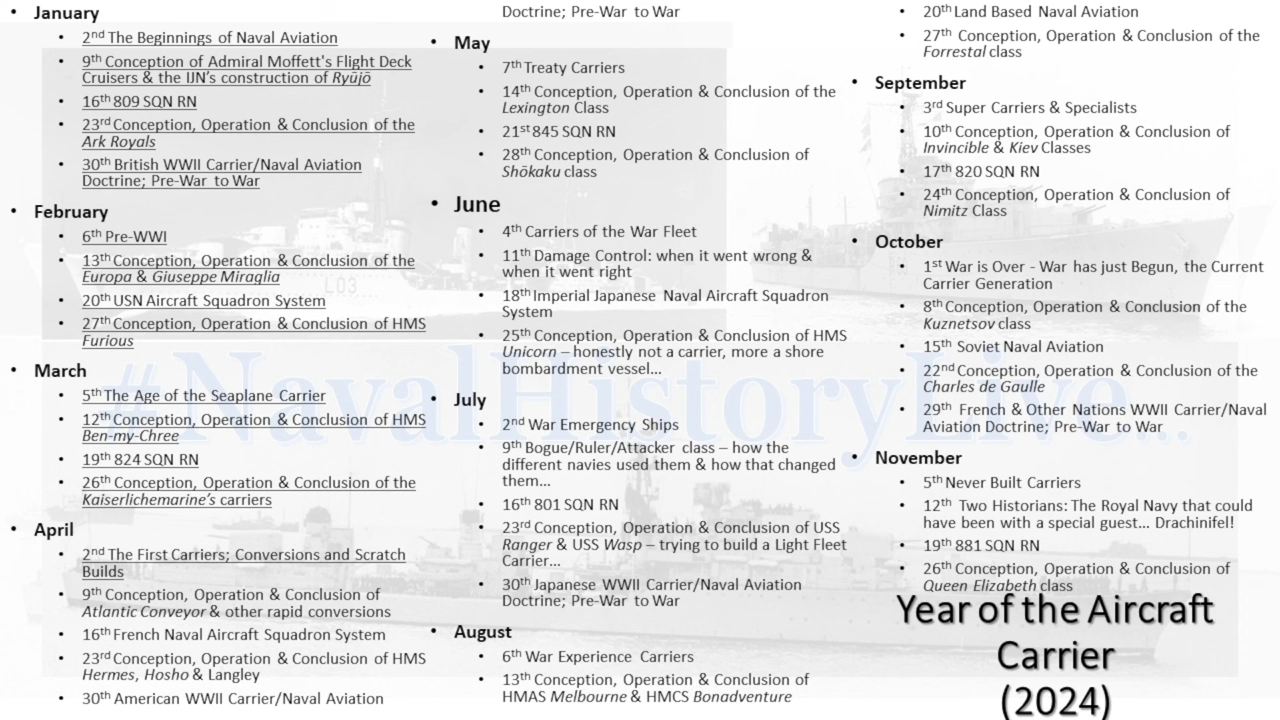 January
2nd The Beginnings of Naval Aviation
9th Conception of Admiral Moffett's Flight Deck
Cruisers & the IJN's construction of Ryūjō
16th 809 SQN RN
23rd Conception, Operation & Conclusion of the
Ark Royals
30th British WWII Carrier/Naval Aviation
Doctrine; Pre-War to War
February
6th Pre-WWI
13th Conception, Operation & Conclusion of the
Europa & Giuseppe Miraglia
20th USN Aircraft Squadron System
27th Conception, Operation & Conclusion of HMS
Furious
March
5th The Age of the Seaplane Carrier
12th Conception, Operation & Conclusion of HMS
Ben-my-Chree
19th 824 SQN RN
26th Conception, Operation & Conclusion of the
Kaiserlichemarine's carriers
April
2nd The First Carriers; Conversions and Scratch
Builds
9th Conception, Operation & Conclusion of
Atlantic Conveyor & other rapid conversions
16th French Naval Aircraft Squadron System
23rd Conception, Operation & Conclusion of HMS
Hermes, Hosho & Langley
30th American WWII Carrier/Naval Aviation
Doctrine; Pre-War to War
May
7th Treaty Carriers
14th Conception, Operation & Conclusion of the
Lexington Class
21st 845 SQN RN
28th Conception, Operation & Conclusion of
Shōkaku class
June
4th Carriers of the War Fleet
11th Damage Control: when it went wrong &
when it went right
18th Imperial Japanese Naval Aircraft Squadron
System
25th Conception, Operation & Conclusion of HMS
Unicorn – honestly not a carrier, more a shore
bombardment vessel...
July
2nd War Emergency Ships
9th Bogue/Ruler/Attacker class – how the
different navies used them & how that changed
them...
16th 801 SQN RN
23rd Conception, Operation & Conclusion of USS
Ranger & USS Wasp – trying to build a Light Fleet
Carrier...
30th Japanese WWII Carrier/Naval Aviation
Doctrine; Pre-War to War
August
6th War Experience Carriers
13th Conception, Operation & Conclusion of
HMAS Melbourne & HMCS Bonadventure
20th Land Based Naval Aviation
27th Conception, Operation & Conclusion of the
Forrestal class
September
3rd Super Carriers & Specialists
10th Conception, Operation & Conclusion of
Invincible & Kiev Classes
17th 820 SQN RN
24th Conception, Operation & Conclusion of
Nimitz Class
October
1st War is Over - War has just Begun, the Current
Carrier Generation
8th Conception, Operation & Conclusion of the
Kuznetsov class
15th Soviet Naval Aviation
22nd Conception, Operation & Conclusion of the
Charles de Gaulle
29th French & Other Nations WWII Carrier/Naval
Aviation Doctrine; Pre-War to War
November
5th Never Built Carriers
12th Two Historians: The Royal Navy that could
have been with a special guest... Drachinifel!
19th 881 SQN RN
26th Conception, Operation & Conclusion of
Queen Elizabeth class
Year of the Aircraft
Carrier
(2024)
#NavalHistoryLive...
L03